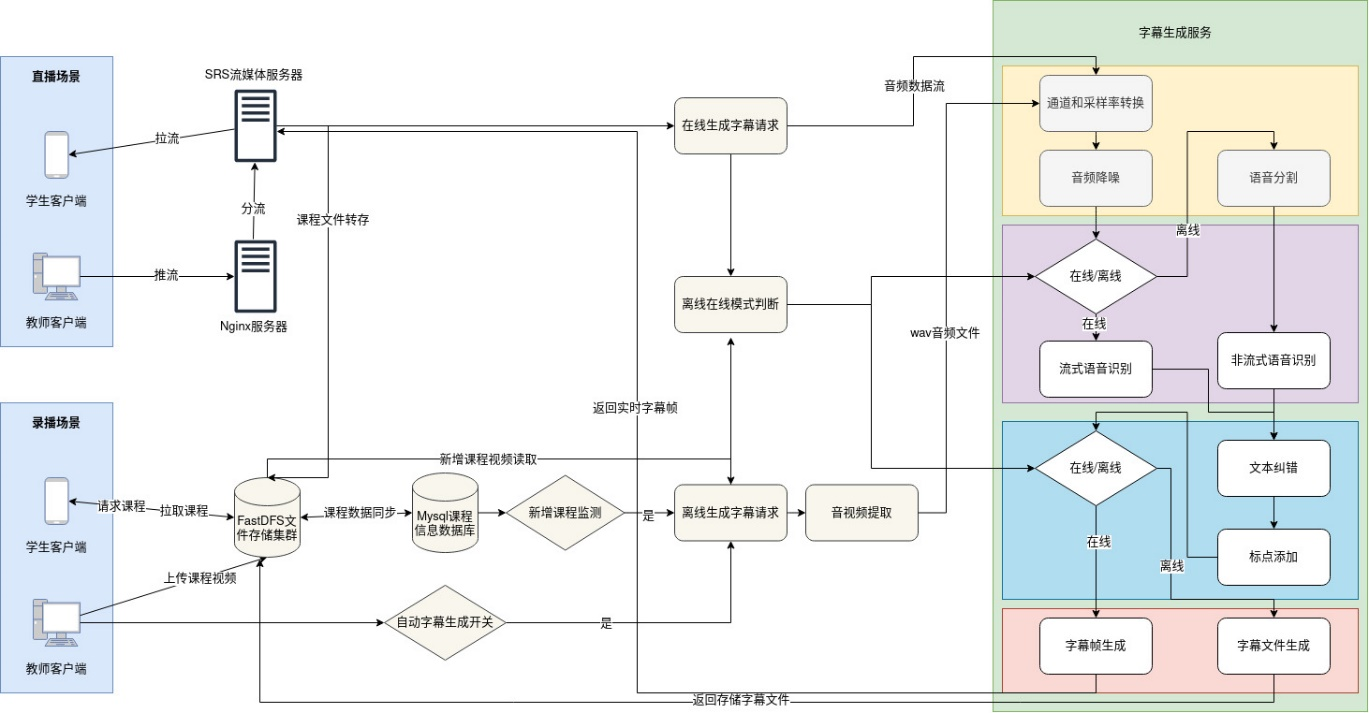 字幕生成服务
直播场景
SRS流媒体服务器
音频数据流
通道和采样率转换
在线生成字幕请求
拉流
学生客户端
音频降噪
语音分割
分流
课程文件转存
离线
推流
在线/离线
离线在线模式判断
教师客户端
Nginx服务器
在线
wav音频文件
流式语音识别
非流式语音识别
返回实时字幕帧
录播场景
新增课程视频读取
在线/离线
文本纠错
请求课程
拉取课程
FastDFS文
件存储集群
课程数据同步
Mysql课程
信息数据库
新增课程监测
是
离线生成字幕请求
音视频提取
学生客户端
在线
离线
标点添加
上传课程视频
自动字幕生成开关
是
教师客户端
字幕帧生成
字幕文件生成
返回存储字幕文件